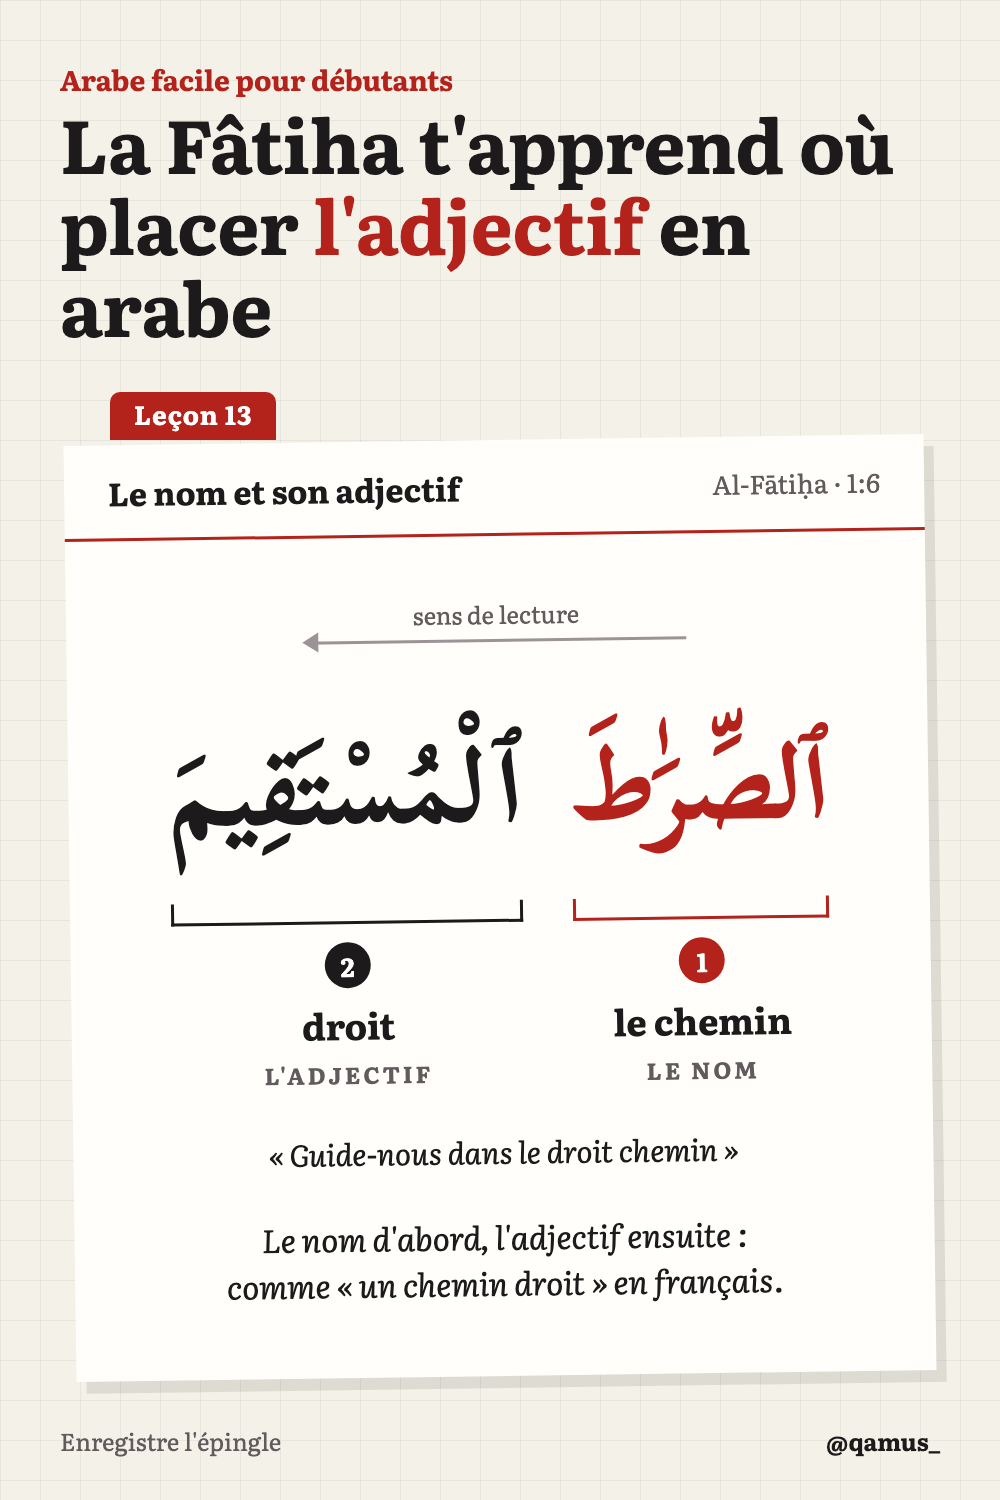 Arabe facile pour débutants
La Fâtiha t'apprend où
placer l'adjectif en
arabe
Leçon 13
Le nom et son adjectif
Al-Fātiḥa · 1:6
sens de lecture
ٱلصِّرَٰطَ ٱلْمُسْتَقِيمَ
1
2
le chemin
droit
LE NOM
L'ADJECTIF
« Guide-nous dans le droit chemin »
Le nom d'abord, l'adjectif ensuite :
comme « un chemin droit » en français.
Enregistre l'épingle
@qamus_